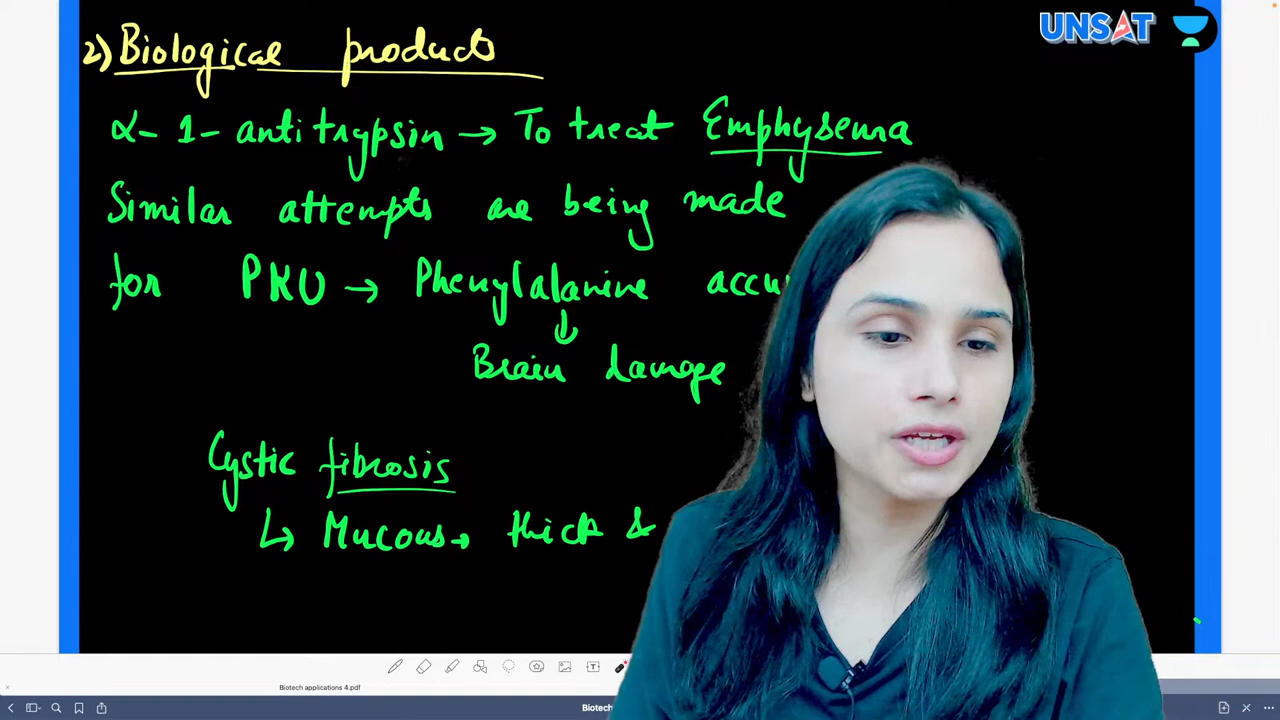 UNSAT
2) Biological products
α-1-antitrypsin → To treat Emphysema
Similar attempts are being made
for PKU → Phenylalanine accu
↓
Brain damage
Cystic fibrosis
↳ Mucous → thick &
Biotech applications 4.pdf
Biotech